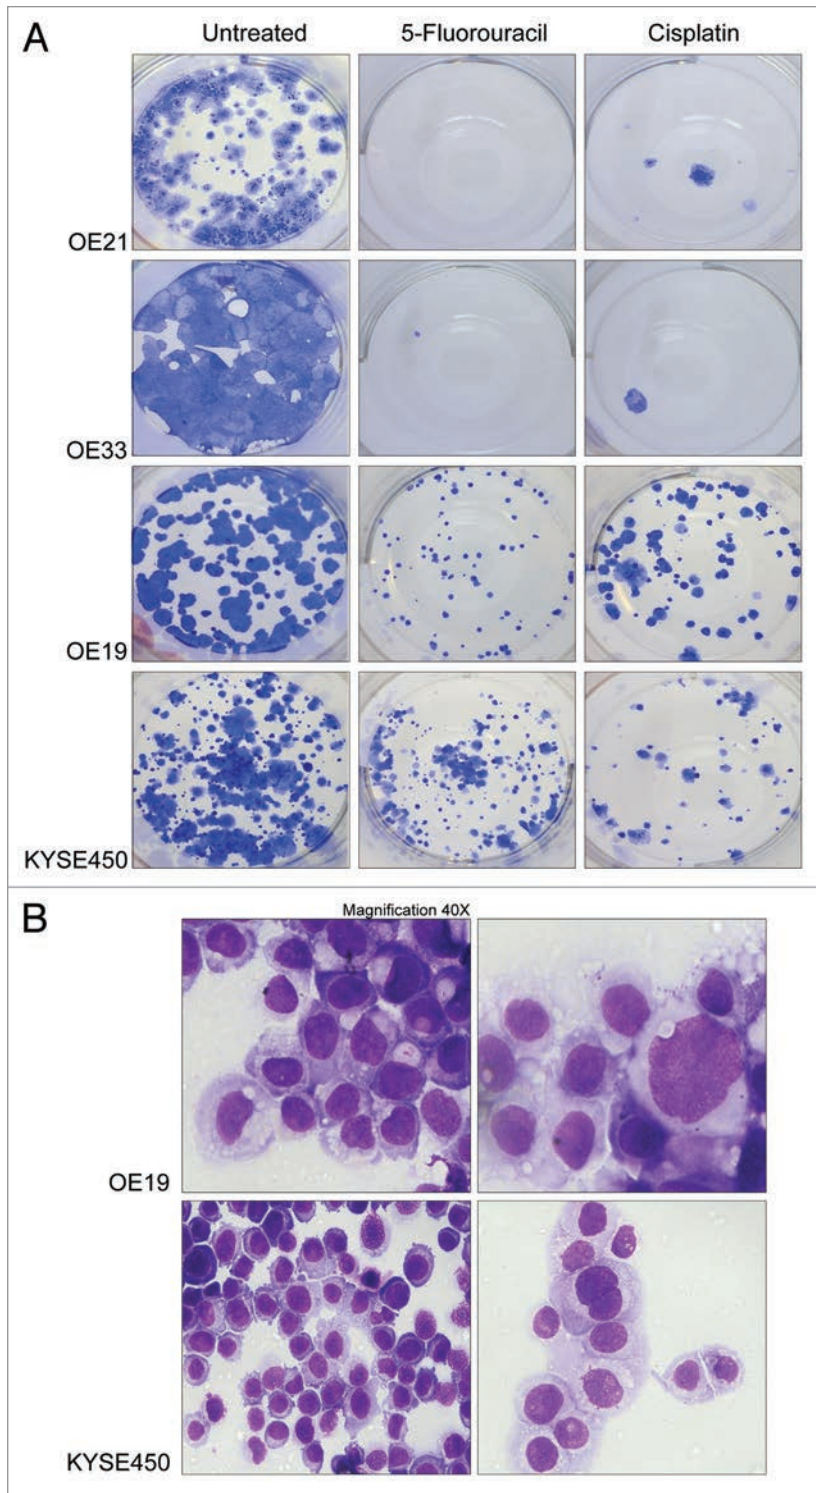 A
Untreated 5-Fluorouracil Cisplatin
OE21
OE33
OE19
KYSE450
B
Magnification 40X
OE19
KYSE450